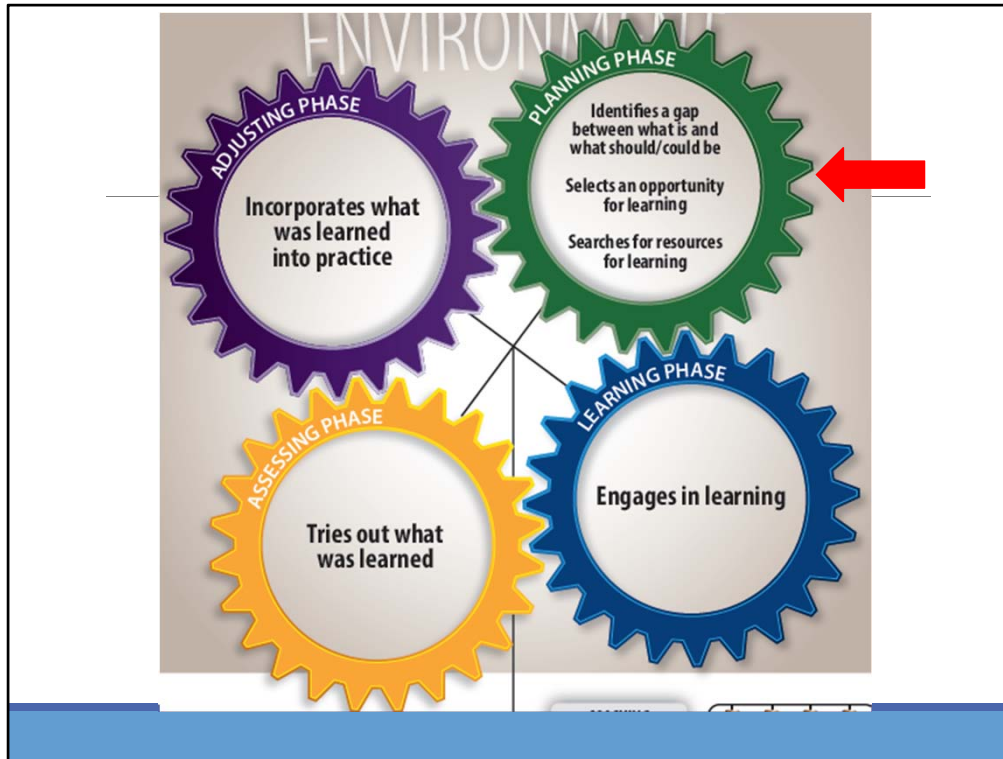 ENVIRONMENT
ADJUSTING PHASE
Incorporates what
was learned
into practice
PLANNING PHASE
Identifies a gap
between what is and
what should/could be
Selects an opportunity
for learning
Searches for resources
for learning
ASSESSING PHASE
Tries out what
was learned
LEARNING PHASE
Engages in learning